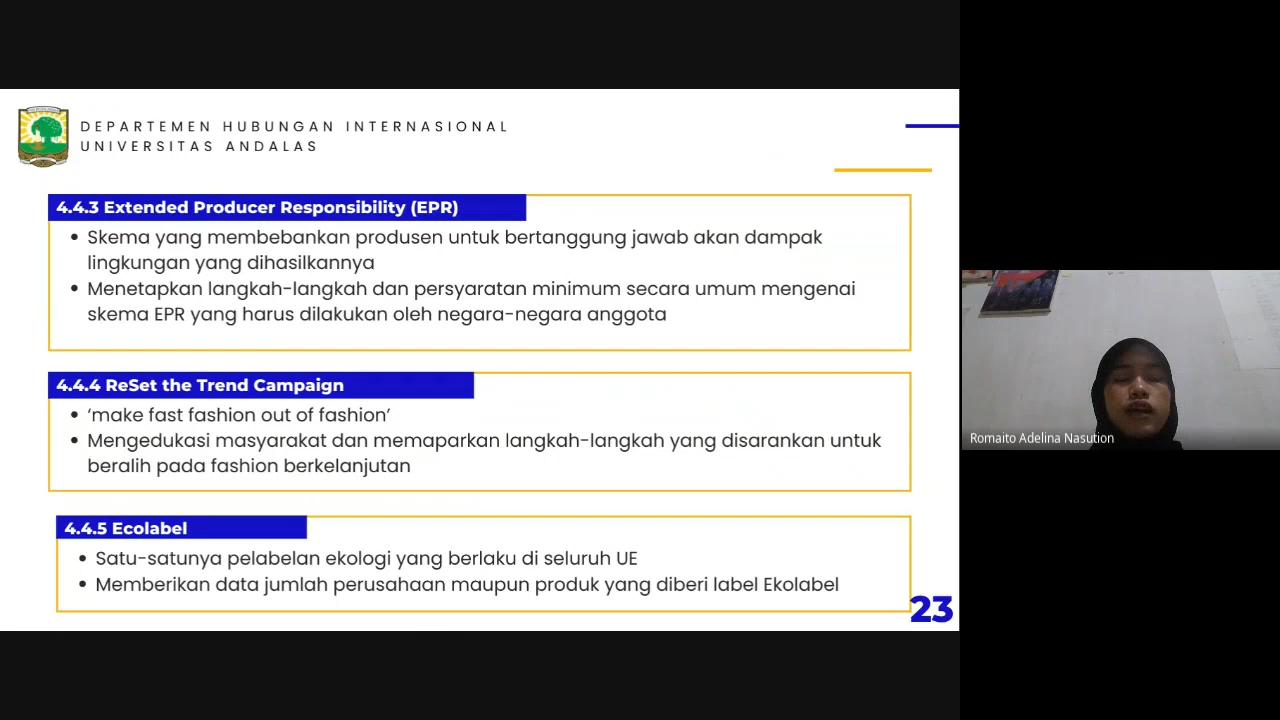 DEPARTEMEN HUBUNGAN INTERNASIONAL
UNIVERSITAS ANDALAS
4.4.3 Extended Producer Responsibility (EPR)
• Skema yang membebankan produsen untuk bertanggung jawab akan dampak
lingkungan yang dihasilkannya
• Menetapkan langkah-langkah dan persyaratan minimum secara umum mengenai
skema EPR yang harus dilakukan oleh negara-negara anggota
4.4.4 ReSet the Trend Campaign
• ‘make fast fashion out of fashion’
• Mengedukasi masyarakat dan memaparkan langkah-langkah yang disarankan untuk
beralih pada fashion berkelanjutan
4.4.5 Ecolabel
• Satu-satunya pelabelan ekologi yang berlaku di seluruh UE
• Memberikan data jumlah perusahaan maupun produk yang diberi label Ekolabel
23
Romaito Adelina Nasution